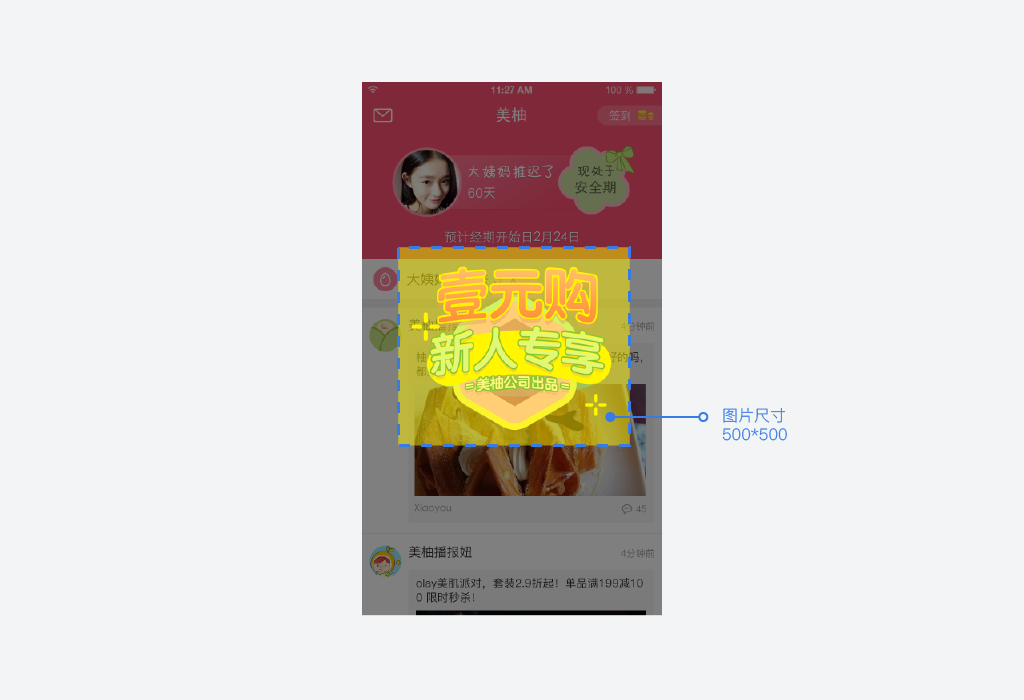 11:27 AM
100 %
美柚
签到
大姨妈推迟了
60天
现处于
安全期
预计经期开始日2月24日
大姨
壹元购
新人专享
=美柚公司出品=
4分钟前
柚
好的吗，
都
图片尺寸
500*500
Xiaoyou
45
美柚播报妞
4分钟前
olay美肌派对，套装2.9折起！单品满199减10
0 限时秒杀！